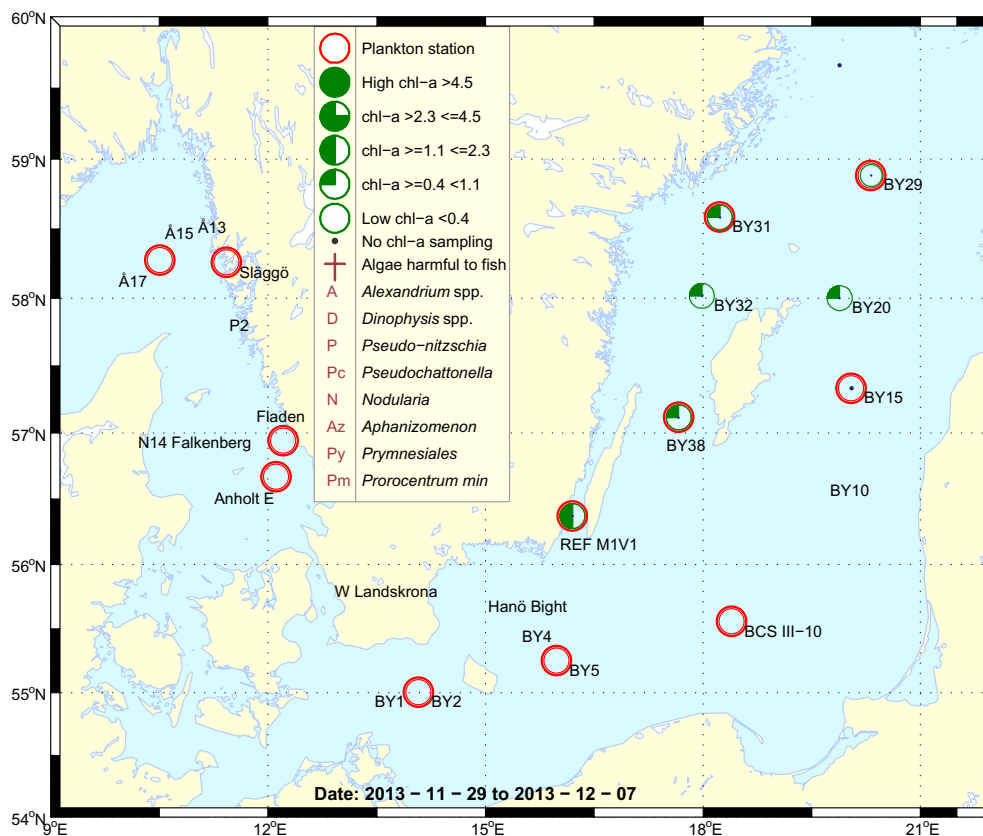 60°N
59°N
58°N
57°N
56°N
55°N
54°N
9°E
12°E
15°E
18°E
21°E
Plankton station
High chl−a >4.5
chl−a >2.3 <=4.5
chl−a >=1.1 <=2.3
chl−a >=0.4 <1.1
Low chl−a <0.4
No chl−a sampling
Algae harmful to fish
A Alexandrium spp.
D Dinophysis spp.
P Pseudo−nitzschia
Pc Pseudochattonella
N Nodularia
Az Aphanizomenon
Py Prymnesiales
Pm Prorocentrum min
BY29
BY31
Å13
Å15
Å17
Släggö
BY32
BY20
P2
BY15
Fladen
N14 Falkenberg
BY38
Anholt E
BY10
REF M1V1
W Landskrona
Hanö Bight
BCS III−10
BY4
BY5
BY1
BY2
Date: 2013 − 11 − 29 to 2013 − 12 − 07